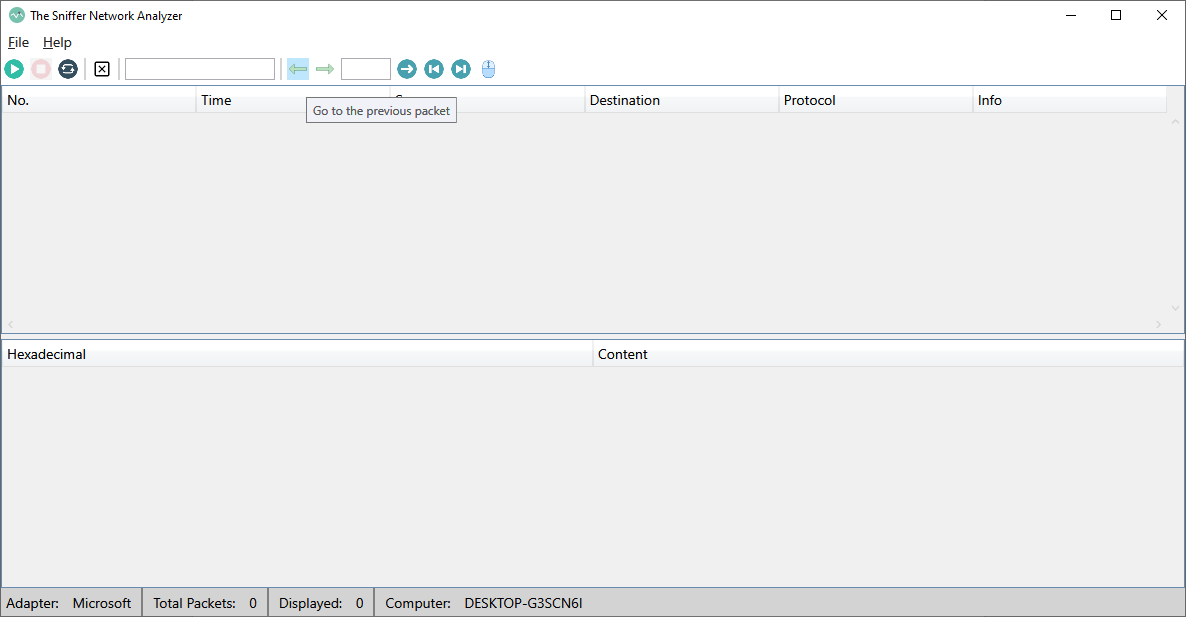 The Sniffer Network Analyzer
File Help
No. Time Destination Protocol Info
Go to the previous packet
Hexadecimal Content
Adapter: Microsoft Total Packets: 0 Displayed: 0 Computer: DESKTOP-G3SCN6I